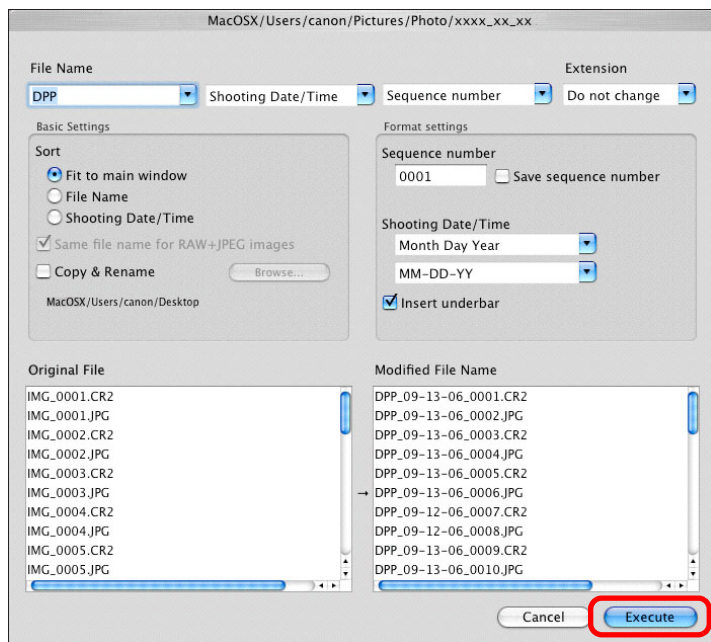 MacOSX/Users/canon/Pictures/Photo/xxxx_xx_xx
File Name
Extension
DPP
Shooting Date/Time
Sequence number
Do not change
Basic Settings
Sort
Fit to main window
File Name
Shooting Date/Time
Same file name for RAW+JPEG images
Copy & Rename
Browse...
MacOSX/Users/canon/Desktop
Format settings
Sequence number
0001
Save sequence number
Shooting Date/Time
Month Day Year
MM-DD-YY
Insert underbar
Original File
IMG_0001.CR2
IMG_0001.JPG
IMG_0002.CR2
IMG_0002.JPG
IMG_0003.CR2
IMG_0003.JPG
IMG_0004.CR2
IMG_0004.JPG
IMG_0005.CR2
IMG_0005.JPG
→
Modified File Name
DPP_09-13-06_0001.CR2
DPP_09-13-06_0002.JPG
DPP_09-13-06_0003.CR2
DPP_09-13-06_0004.JPG
DPP_09-13-06_0005.CR2
DPP_09-13-06_0006.JPG
DPP_09-12-06_0007.CR2
DPP_09-12-06_0008.JPG
DPP_09-13-06_0009.CR2
DPP_09-13-06_0010.JPG
Cancel
Execute